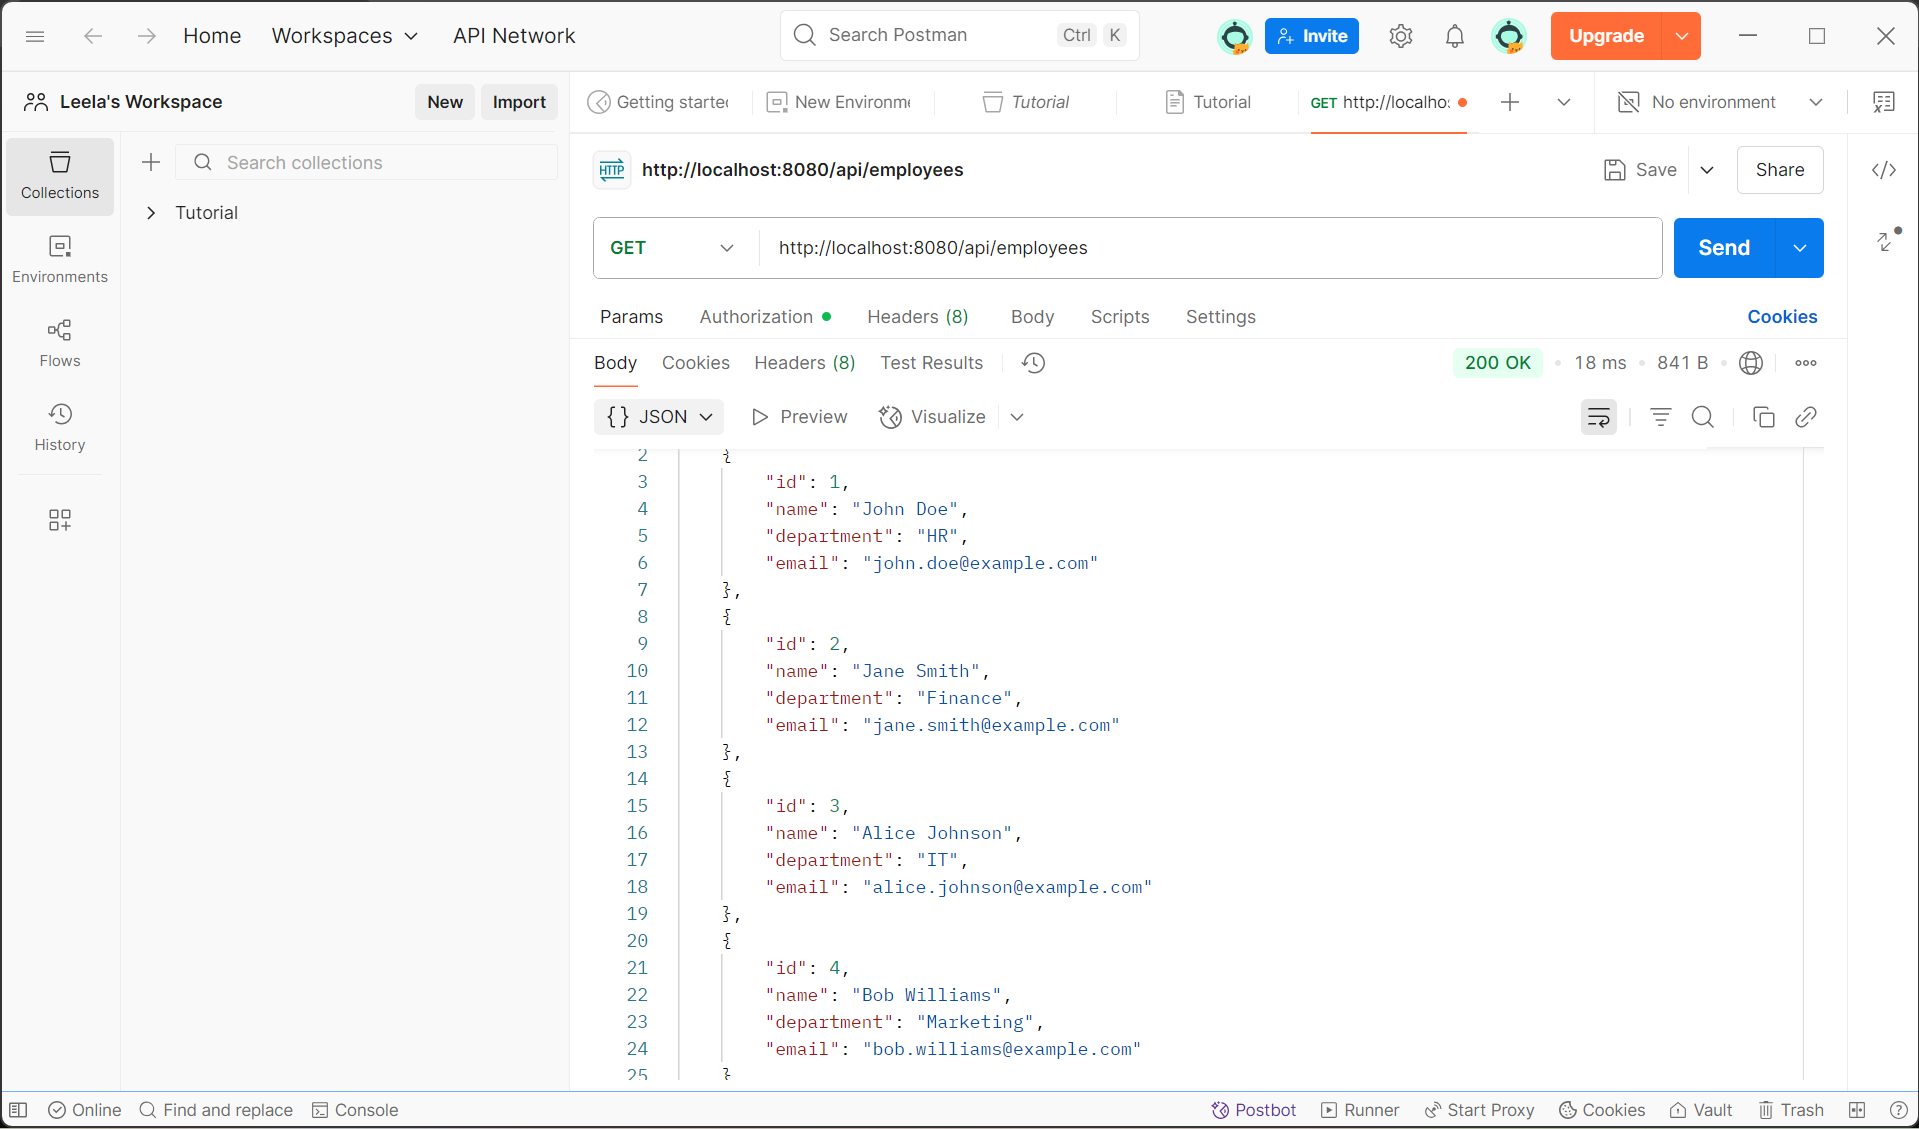 Home Workspaces API Network Search Postman Ctrl K Invite Upgrade
Leela's Workspace New Import
Getting starte New Environme Tutorial Tutorial GET http://localhos No environment
Collections
Environments
Flows
History
Search collections
Tutorial
HTTP http://localhost:8080/api/employees Save Share
GET http://localhost:8080/api/employees Send
Params Authorization Headers (8) Body Scripts Settings Cookies
Body Cookies Headers (8) Test Results 200 OK 18 ms 841 B
{} JSON Preview Visualize
2 {
3 "id": 1,
4 "name": "John Doe",
5 "department": "HR",
6 "email": "john.doe@example.com"
7 },
8 {
9 "id": 2,
10 "name": "Jane Smith",
11 "department": "Finance",
12 "email": "jane.smith@example.com"
13 },
14 {
15 "id": 3,
16 "name": "Alice Johnson",
17 "department": "IT",
18 "email": "alice.johnson@example.com"
19 },
20 {
21 "id": 4,
22 "name": "Bob Williams",
23 "department": "Marketing",
24 "email": "bob.williams@example.com"
25 }
Online Find and replace Console Postbot Runner Start Proxy Cookies Vault Trash